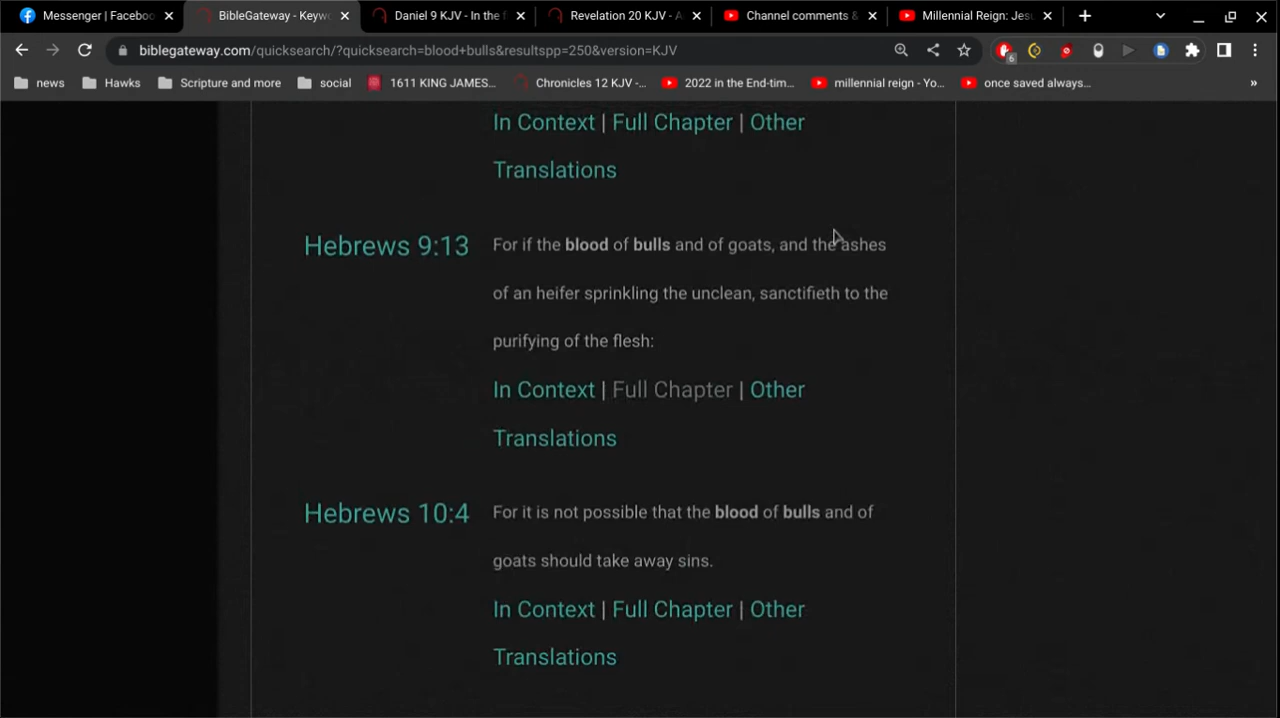 Messenger | Faceboo
BibleGateway - Keyw
Daniel 9 KJV - In the f
Revelation 20 KJV - A
Channel comments &
Millennial Reign: Jesu
biblegateway.com/quicksearch/?quicksearch=blood+bulls&resultspp=250&version=KJV
6
news
Hawks
Scripture and more
social
1611 KING JAMES...
Chronicles 12 KJV -...
2022 in the End-tim...
millennial reign - Yo...
once saved always...
»
In Context | Full Chapter | Other
Translations
Hebrews 9:13
For if the blood of bulls and of goats, and the ashes
of an heifer sprinkling the unclean, sanctifieth to the
purifying of the flesh:
In Context | Full Chapter | Other
Translations
Hebrews 10:4
For it is not possible that the blood of bulls and of
goats should take away sins.
In Context | Full Chapter | Other
Translations